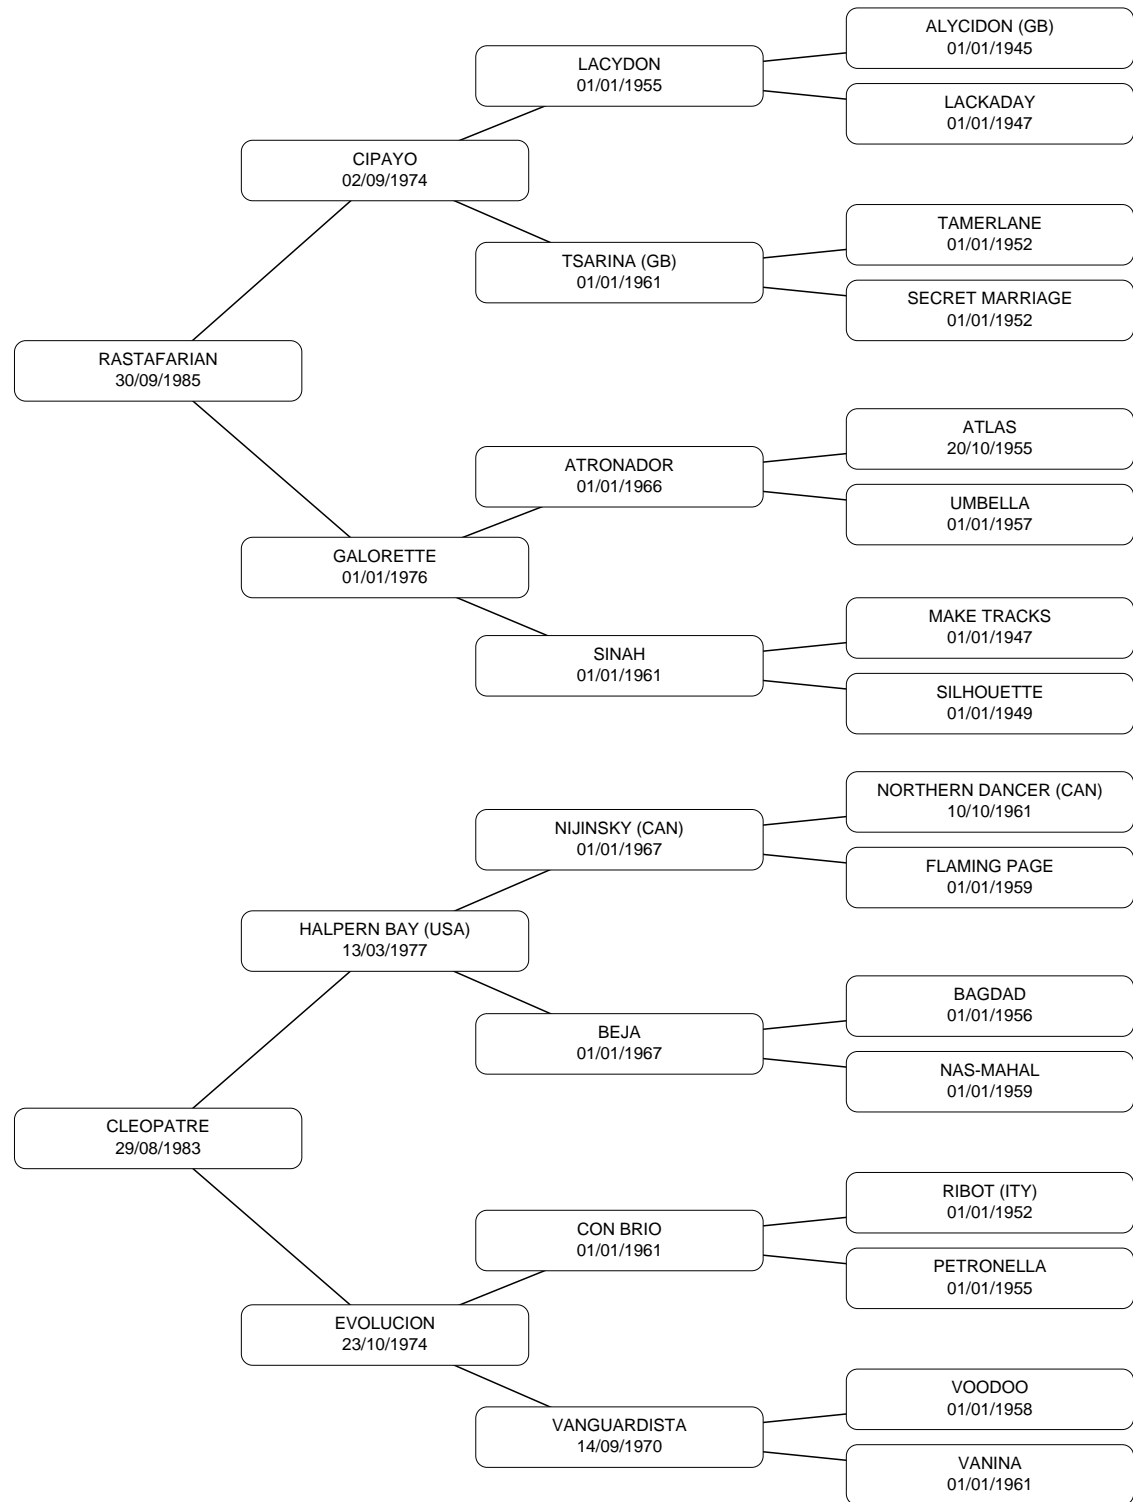 ALYCIDON (GB)
01/01/1945
LACYDON
01/01/1955
LACKADAY
01/01/1947
CIPAYO
02/09/1974
TAMERLANE
01/01/1952
TSARINA (GB)
01/01/1961
SECRET MARRIAGE
01/01/1952
RASTAFARIAN
30/09/1985
ATLAS
20/10/1955
ATRONADOR
01/01/1966
UMBELLA
01/01/1957
GALORETTE
01/01/1976
MAKE TRACKS
01/01/1947
SINAH
01/01/1961
SILHOUETTE
01/01/1949
NORTHERN DANCER (CAN)
10/10/1961
NIJINSKY (CAN)
01/01/1967
FLAMING PAGE
01/01/1959
HALPERN BAY (USA)
13/03/1977
BAGDAD
01/01/1956
BEJA
01/01/1967
NAS-MAHAL
01/01/1959
CLEOPATRE
29/08/1983
RIBOT (ITY)
01/01/1952
CON BRIO
01/01/1961
PETRONELLA
01/01/1955
EVOLUCION
23/10/1974
VOODOO
01/01/1958
VANGUARDISTA
14/09/1970
VANINA
01/01/1961